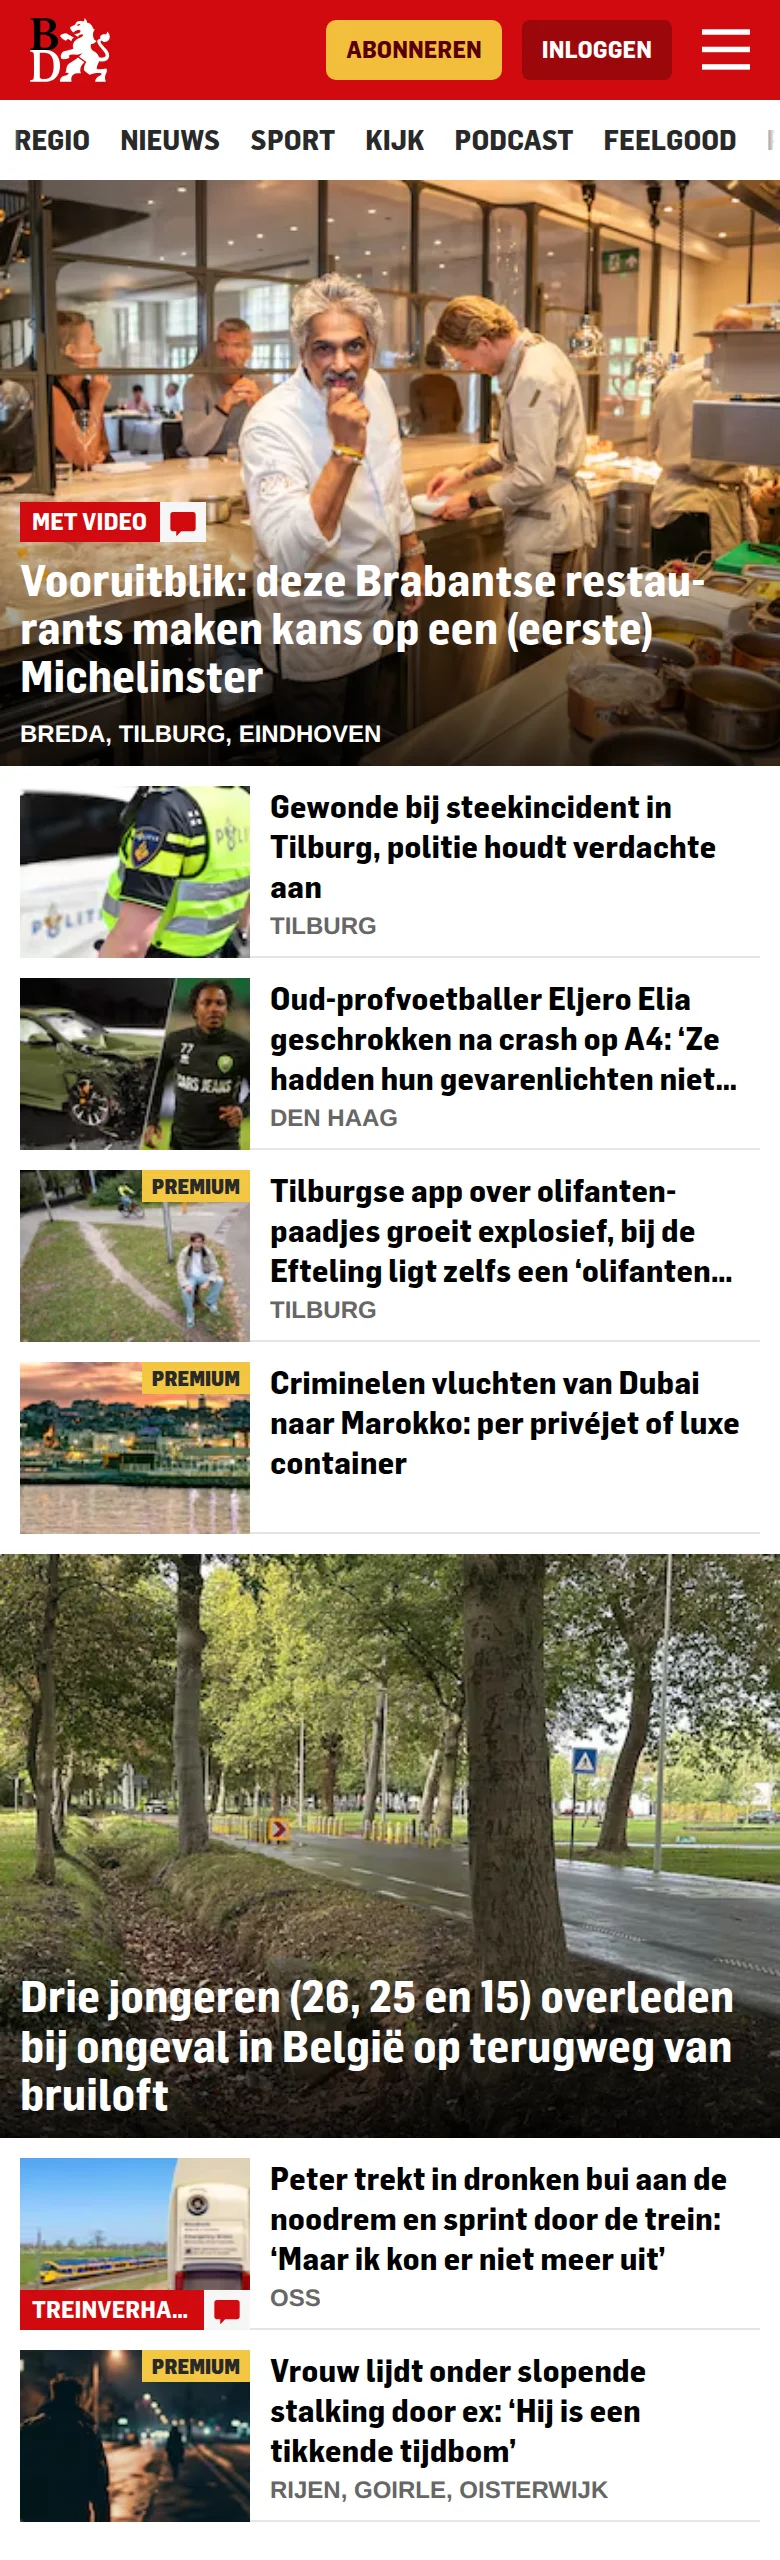 BD
ABONNEREN
INLOGGEN
REGIO NIEUWS SPORT KIJK PODCAST FEELGOOD
MET VIDEO
Vooruitblik: deze Brabantse restau-
rants maken kans op een (eerste)
Michelinster
BREDA, TILBURG, EINDHOVEN
Gewonde bij steekincident in
Tilburg, politie houdt verdachte
aan
TILBURG
Oud-profvoetballer Eljero Elia
geschrokken na crash op A4: ‘Ze
hadden hun gevarenlichten niet...
DEN HAAG
PREMIUM
Tilburgse app over olifanten-
paadjes groeit explosief, bij de
Efteling ligt zelfs een ‘olifanten...
TILBURG
PREMIUM
Criminelen vluchten van Dubai
naar Marokko: per privéjet of luxe
container
Drie jongeren (26, 25 en 15) overleden
bij ongeval in België op terugweg van
bruiloft
TREINVERHA...
Peter trekt in dronken bui aan de
noodrem en sprint door de trein:
‘Maar ik kon er niet meer uit’
OSS
PREMIUM
Vrouw lijdt onder slopende
stalking door ex: ‘Hij is een
tikkende tijdbom’
RIJEN, GOIRLE, OISTERWIJK